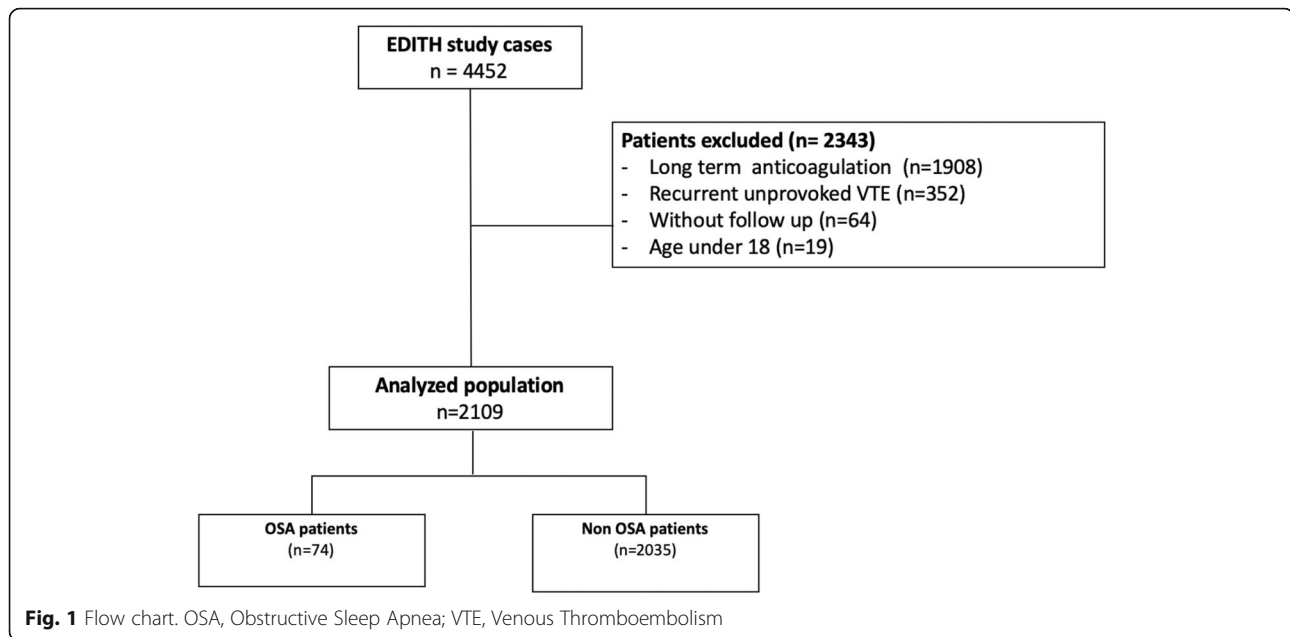 EDITH study cases
n = 4452
Patients excluded (n= 2343)
- Long term anticoagulation (n=1908)
- Recurrent unprovoked VTE (n=352)
- Without follow up (n=64)
- Age under 18 (n=19)
Analyzed population
n=2109
OSA patients
(n=74)
Non OSA patients
(n=2035)
Fig. 1 Flow chart. OSA, Obstructive Sleep Apnea; VTE, Venous Thromboembolism